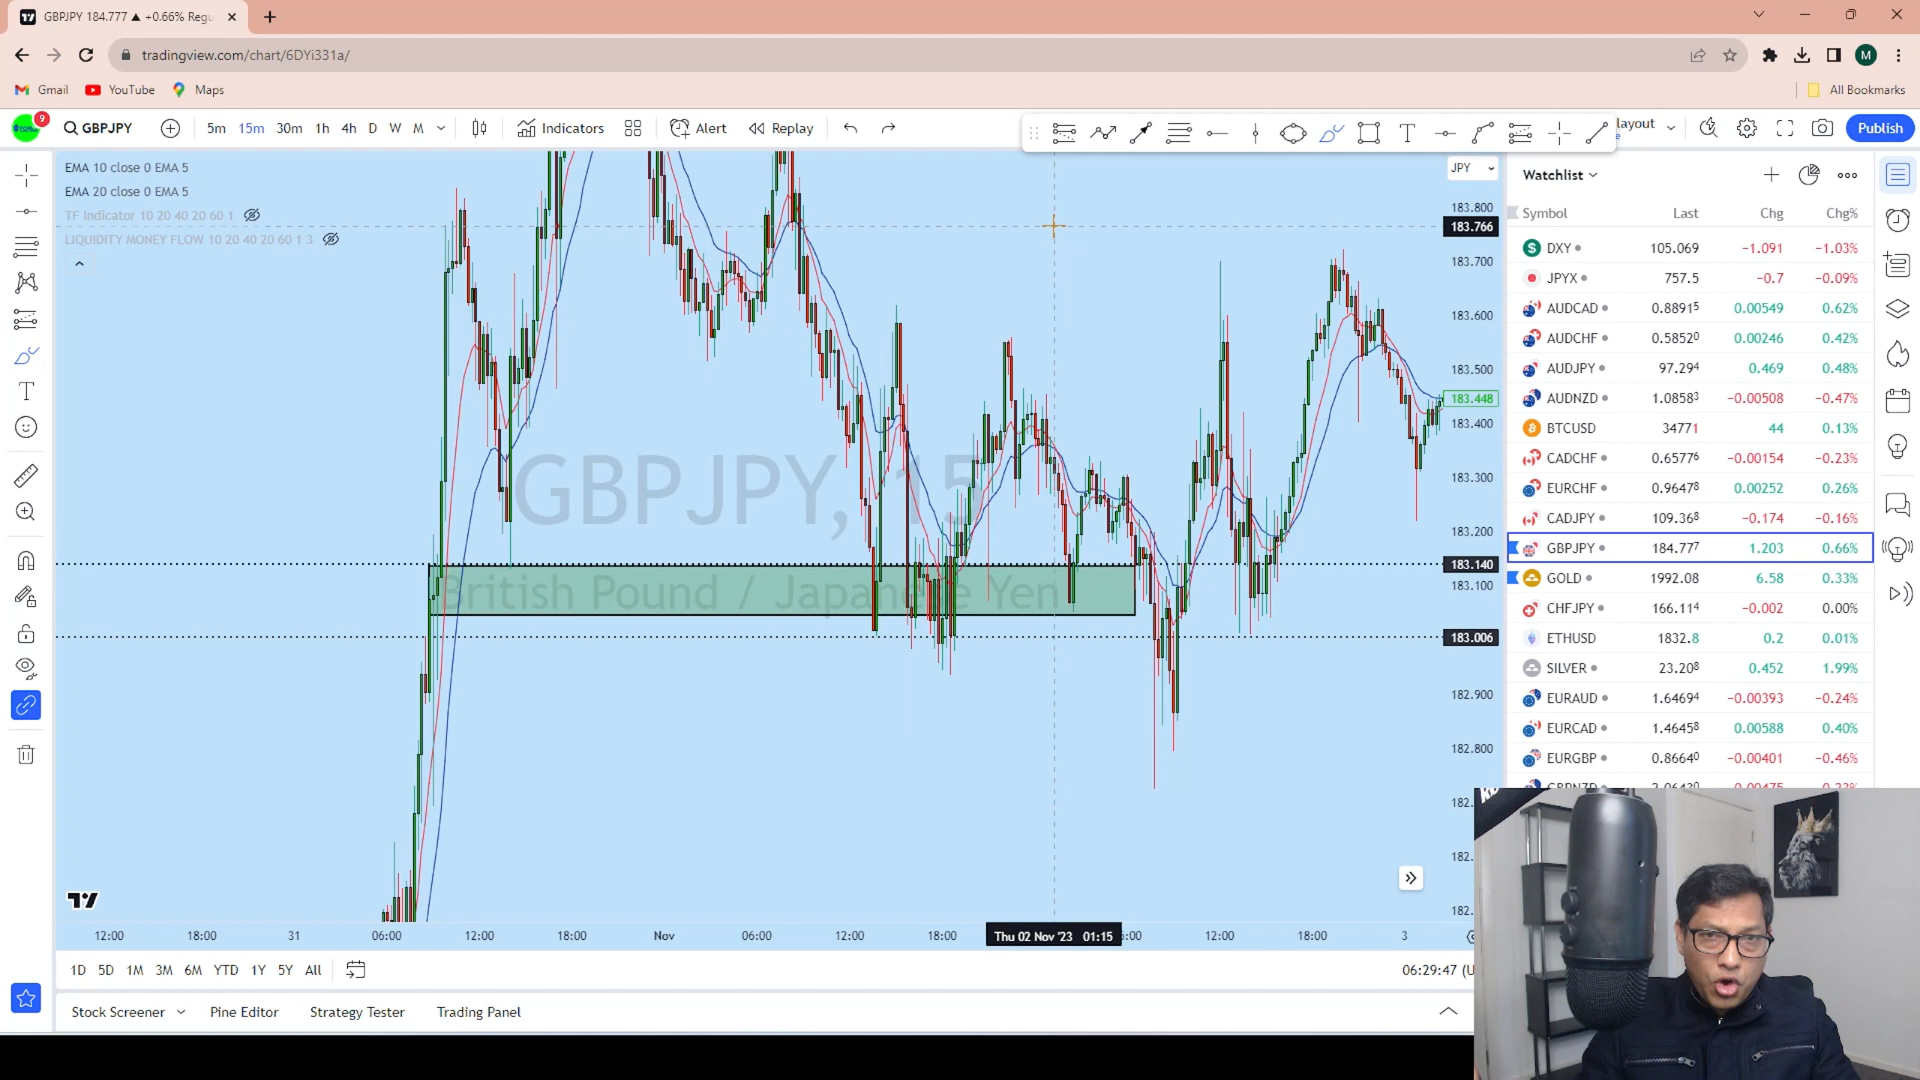 GBPJPY 184.777 ▲ +0.66% Regu
tradingview.com/chart/6DYi331a/
M
Gmail YouTube Maps All Bookmarks
9
GBPJPY 5m 15m 30m 1h 4h D W M Indicators Alert Replay T layout Publish
EMA 10 close 0 EMA 5
EMA 20 close 0 EMA 5
TF Indicator 10 20 40 20 60 1
LIQUIDITY MONEY FLOW 10 20 40 20 60 1 3
GBPJPY, 15
British Pound / Japanese Yen
JPY
183.800
183.766
183.700
183.600
183.500
183.448
183.400
183.300
183.200
183.140
183.100
183.006
182.900
182.800
182.
182.
182.
12:00 18:00 31 06:00 12:00 18:00 Nov 06:00 12:00 18:00 Thu 02 Nov '23 01:15 :00 12:00 18:00 3
1D 5D 1M 3M 6M YTD 1Y 5Y All 06:29:47 (U
Stock Screener Pine Editor Strategy Tester Trading Panel
Watchlist
Symbol Last Chg Chg%
DXY 105.069 −1.091 −1.03%
JPYX 757.5 −0.7 −0.09%
AUDCAD 0.88915 0.00549 0.62%
AUDCHF 0.58520 0.00246 0.42%
AUDJPY 97.294 0.469 0.48%
AUDNZD 1.08583 −0.00508 −0.47%
BTCUSD 34771 44 0.13%
CADCHF 0.65776 −0.00154 −0.23%
EURCHF 0.96478 0.00252 0.26%
CADJPY 109.368 −0.174 −0.16%
GBPJPY 184.777 1.203 0.66%
GOLD 1992.08 6.58 0.33%
CHFJPY 166.114 −0.002 0.00%
ETHUSD 1832.8 0.2 0.01%
SILVER 23.208 0.452 1.99%
EURAUD 1.64694 −0.00393 −0.24%
EURCAD 1.46458 0.00588 0.40%
EURGBP 0.86640 −0.00401 −0.46%